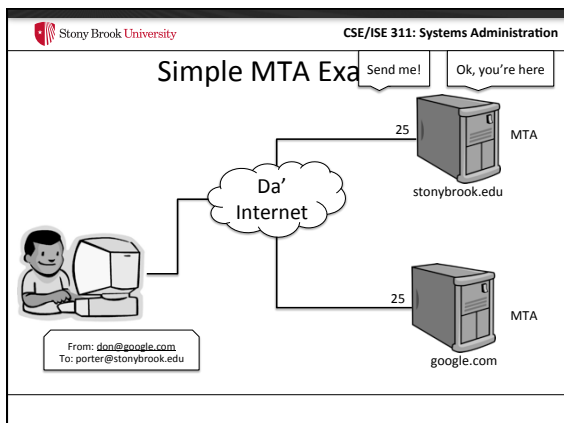 Stony Brook University
CSE/ISE 311: Systems Administration
Simple MTA Exa
Send me!
Ok, you're here
25
MTA
stonybrook.edu
Da'
Internet
25
MTA
google.com
From: don@google.com
To: porter@stonybrook.edu